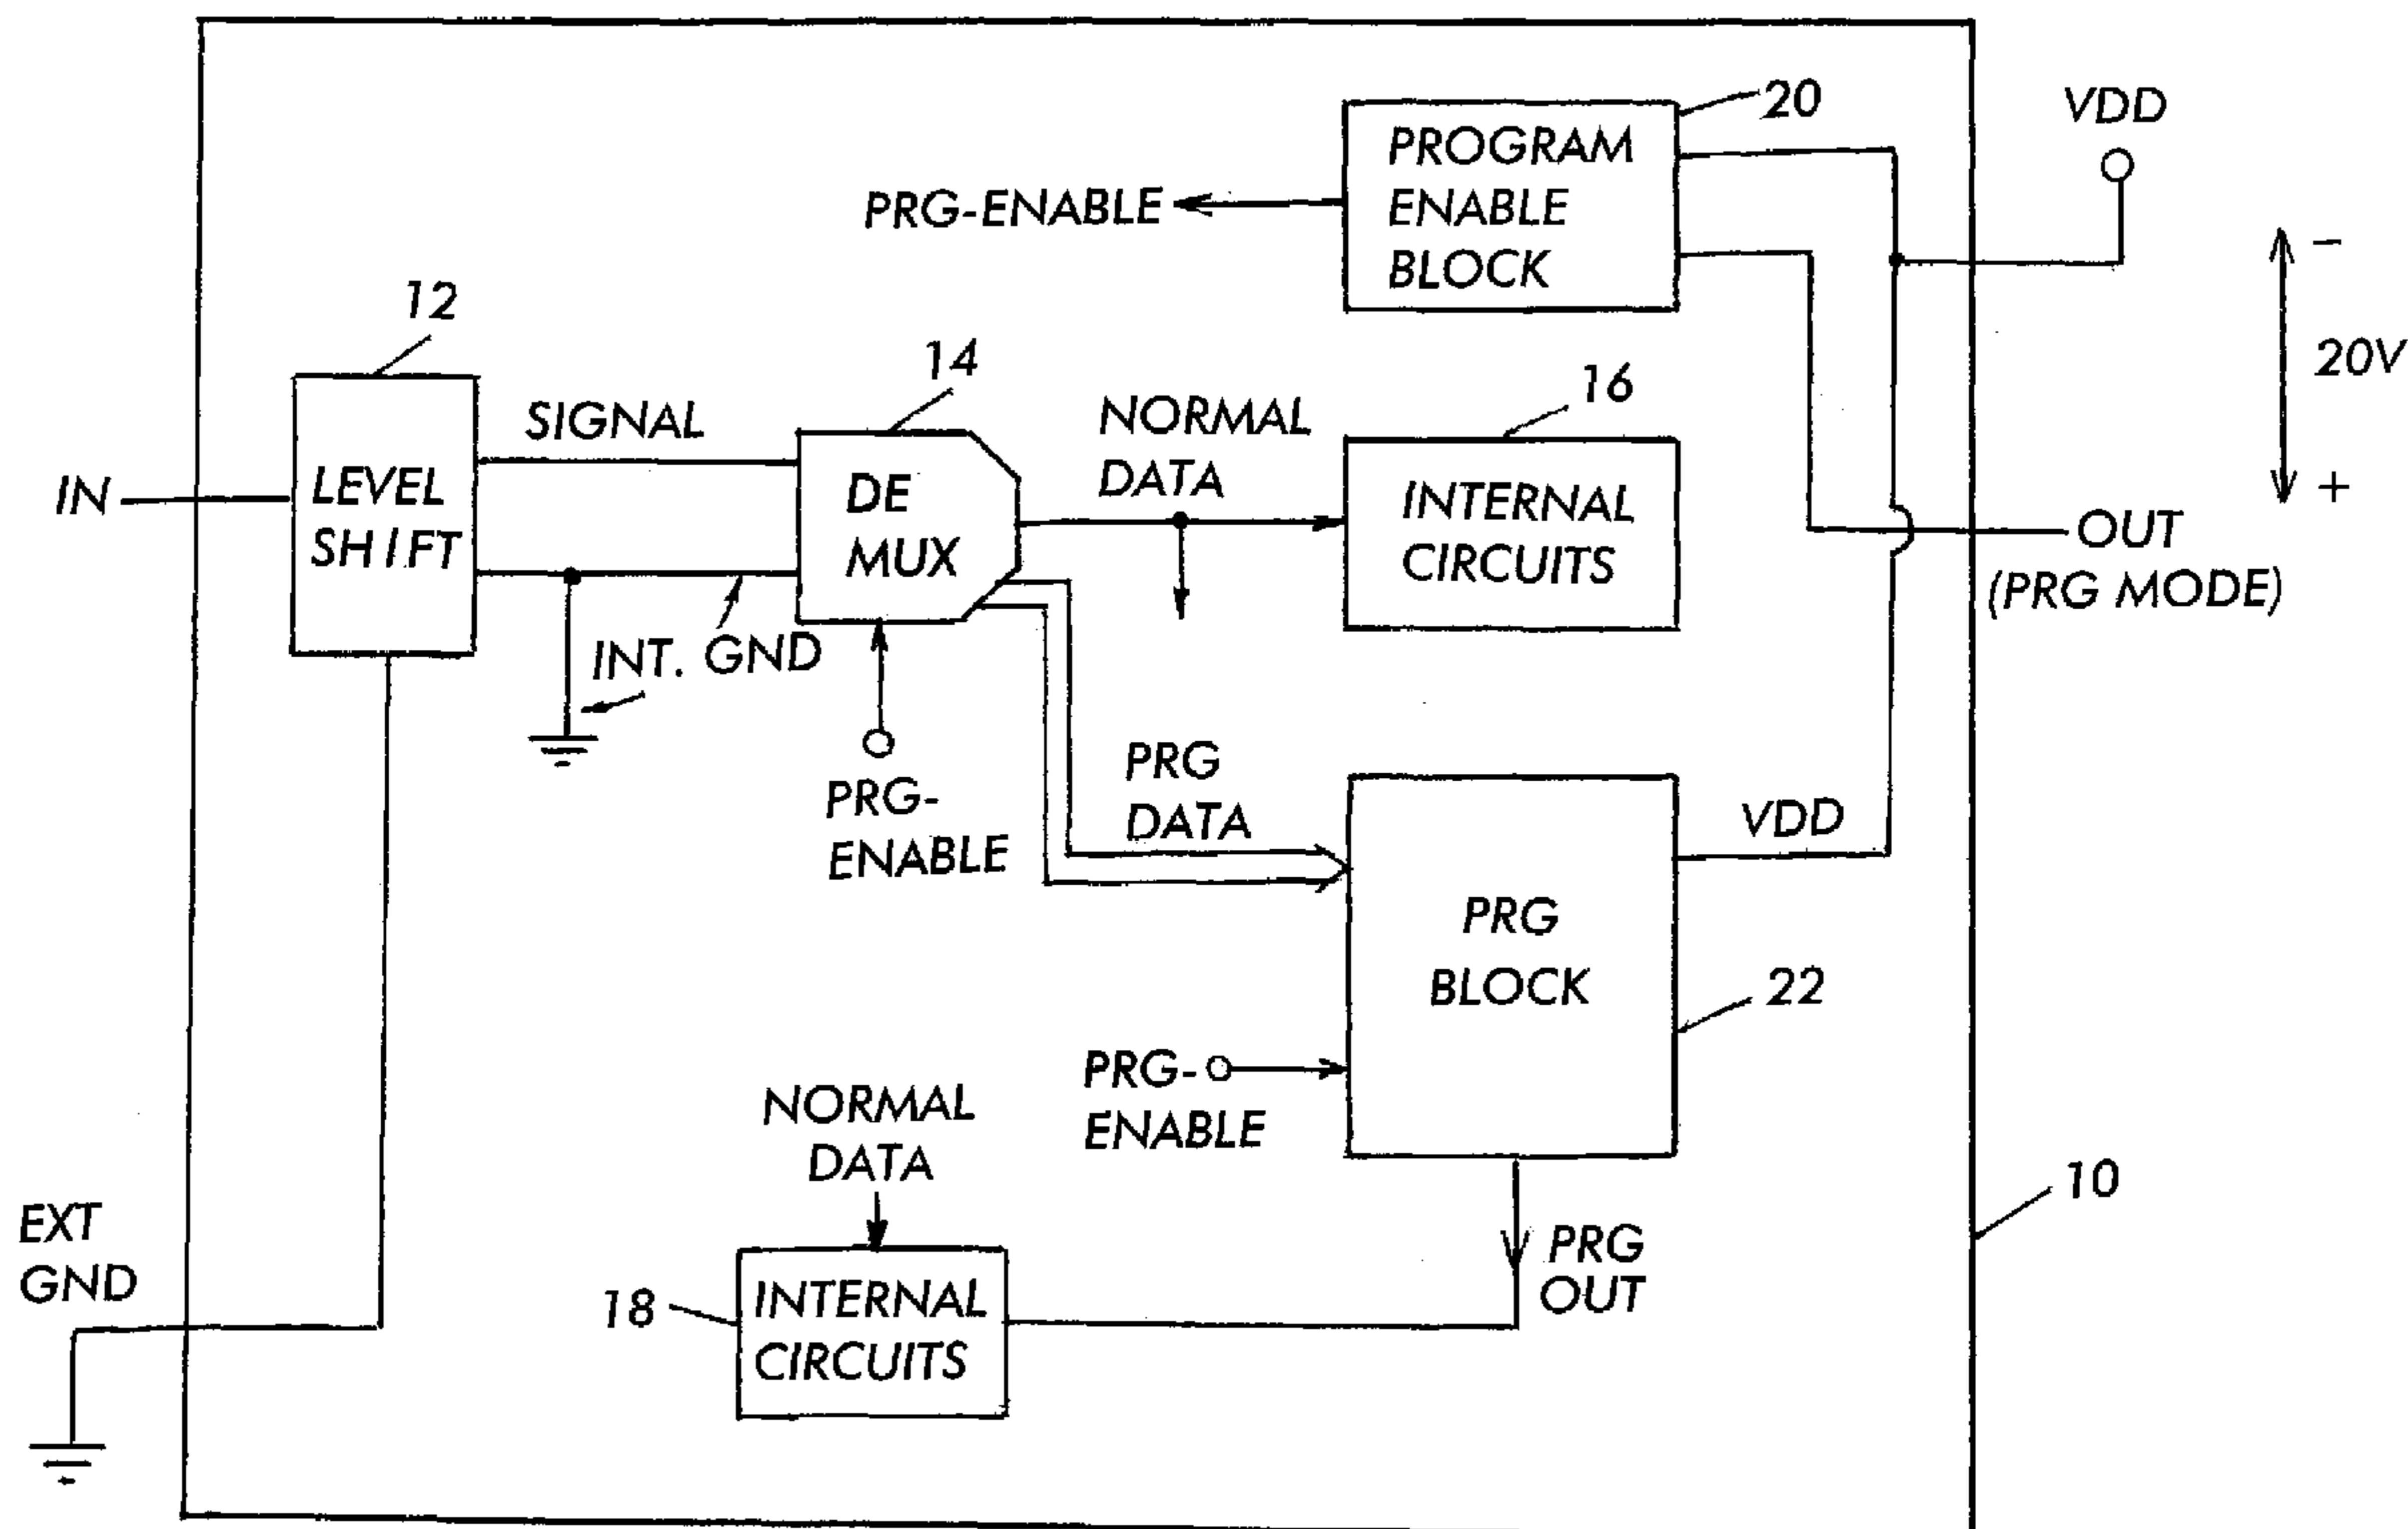 20
VDD
PROGRAM
ENABLE
BLOCK
PRG-ENABLE
-
20V
+
12
14
16
SIGNAL
NORMAL
DATA
IN
LEVEL
SHIFT
DE
MUX
INTERNAL
CIRCUITS
OUT
(PRG MODE)
INT. GND
PRG-
ENABLE
PRG
DATA
VDD
PRG
BLOCK
22
PRG-
ENABLE
NORMAL
DATA
10
EXT
GND
PRG
OUT
18
INTERNAL
CIRCUITS